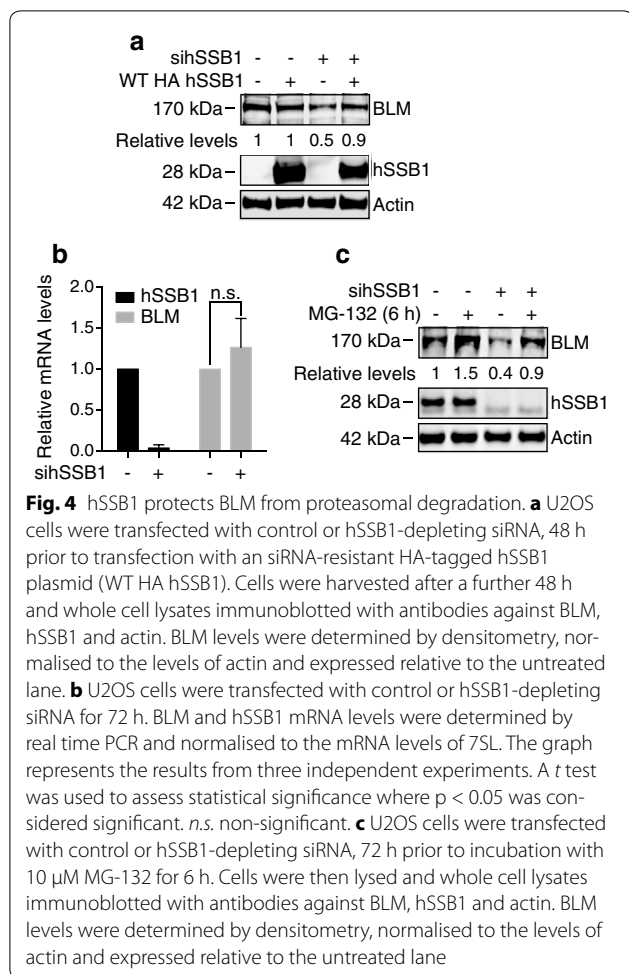 a
sihSSB1 - - + +
WT HA hSSB1 - + - +
170 kDa BLM
Relative levels 1 1 0.5 0.9
28 kDa hSSB1
42 kDa Actin
b
hSSB1
BLM
n.s.
Relative mRNA levels
2.0
1.5
1.0
0.5
0.0
sihSSB1 - + - +
c
sihSSB1 - - + +
MG-132 (6 h) - + - +
170 kDa BLM
Relative levels 1 1.5 0.4 0.9
28 kDa hSSB1
42 kDa Actin
Fig. 4 hSSB1 protects BLM from proteasomal degradation. a U2OS
cells were transfected with control or hSSB1-depleting siRNA, 48 h
prior to transfection with an siRNA-resistant HA-tagged hSSB1
plasmid (WT HA hSSB1). Cells were harvested after a further 48 h
and whole cell lysates immunoblotted with antibodies against BLM,
hSSB1 and actin. BLM levels were determined by densitometry, nor-
malised to the levels of actin and expressed relative to the untreated
lane. b U2OS cells were transfected with control or hSSB1-depleting
siRNA for 72 h. BLM and hSSB1 mRNA levels were determined by
real time PCR and normalised to the mRNA levels of 7SL. The graph
represents the results from three independent experiments. A t test
was used to assess statistical significance where p < 0.05 was con-
sidered significant. n.s. non-significant. c U2OS cells were transfected
with control or hSSB1-depleting siRNA, 72 h prior to incubation with
10 μM MG-132 for 6 h. Cells were then lysed and whole cell lysates
immunoblotted with antibodies against BLM, hSSB1 and actin. BLM
levels were determined by densitometry, normalised to the levels of
actin and expressed relative to the untreated lane